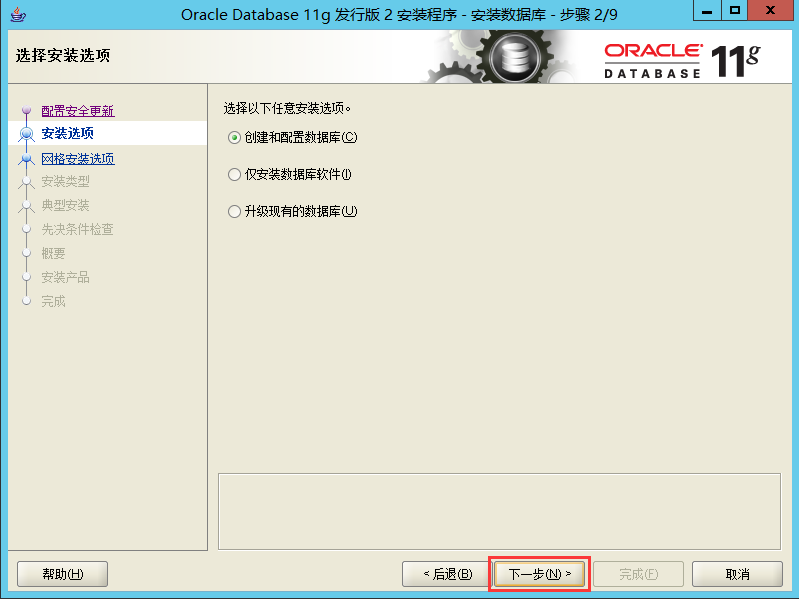 Oracle Database 11g 发行版 2 安装程序 - 安装数据库 - 步骤 2/9
选择安装选项
ORACLE
DATABASE
11g
配置安全更新
安装选项
网格安装选项
安装类型
典型安装
先决条件检查
概要
安装产品
完成
选择以下任意安装选项。
创建和配置数据库(C)
仅安装数据库软件(I)
升级现有的数据库(U)
帮助(H)
< 后退(B)
下一步(N) >
完成(F)
取消